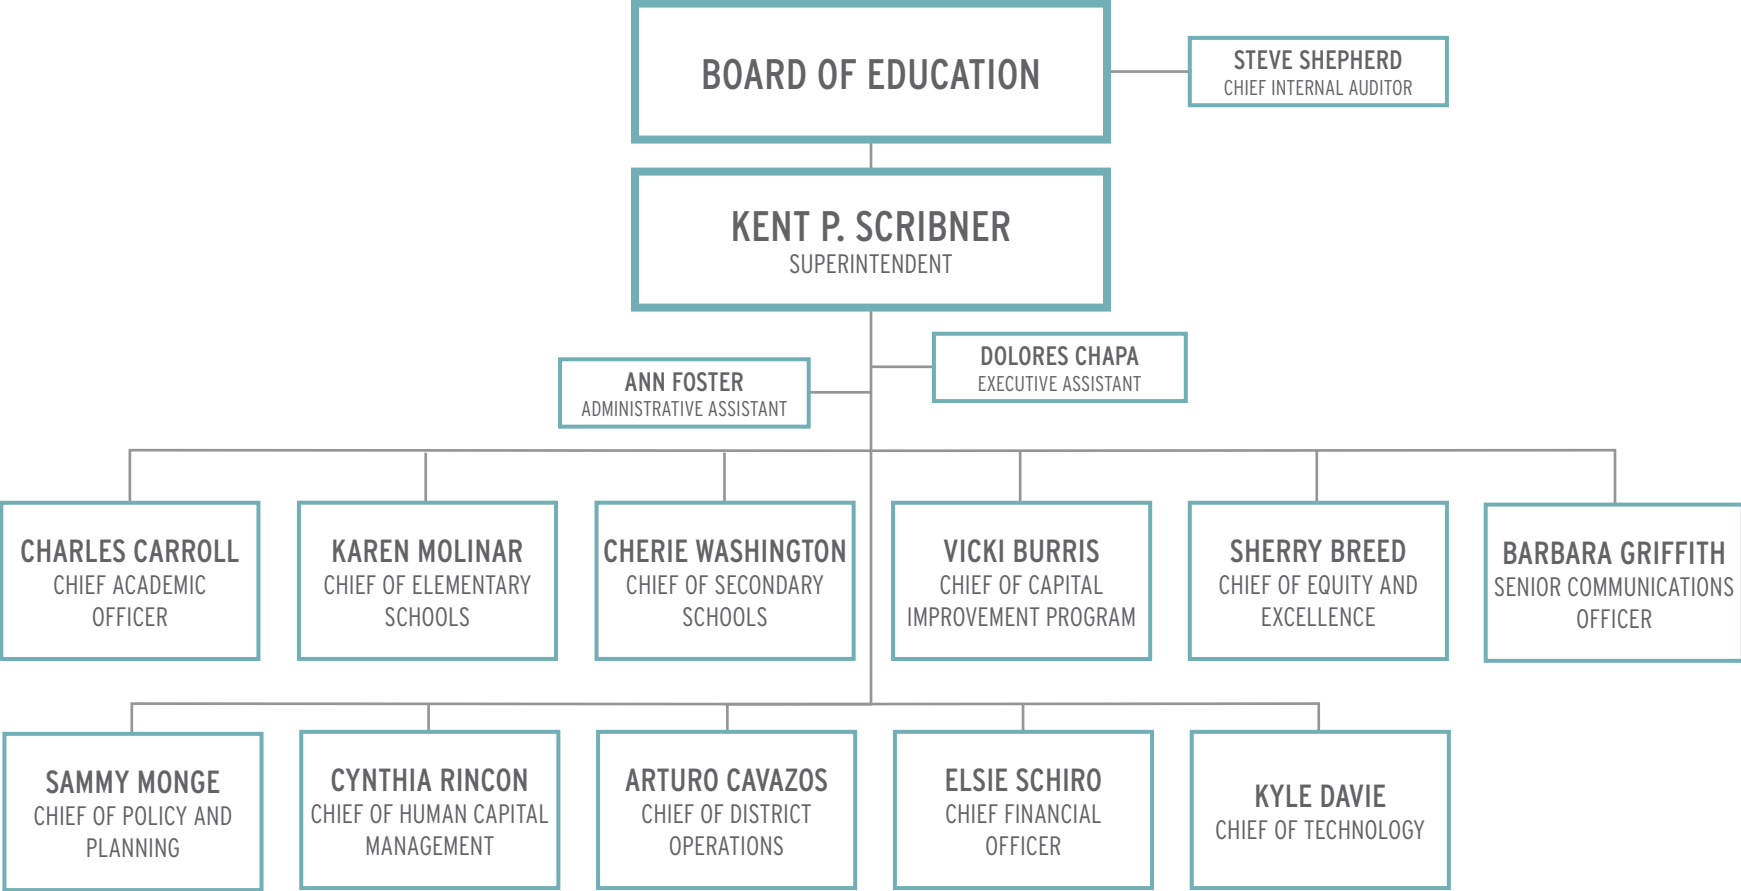 BOARD OF EDUCATION
STEVE SHEPHERD
CHIEF INTERNAL AUDITOR
KENT P. SCRIBNER
SUPERINTENDENT
DOLORES CHAPA
EXECUTIVE ASSISTANT
ANN FOSTER
ADMINISTRATIVE ASSISTANT
CHARLES CARROLL
CHIEF ACADEMIC
OFFICER
KAREN MOLINAR
CHIEF OF ELEMENTARY
SCHOOLS
CHERIE WASHINGTON
CHIEF OF SECONDARY
SCHOOLS
VICKI BURRIS
CHIEF OF CAPITAL
IMPROVEMENT PROGRAM
SHERRY BREED
CHIEF OF EQUITY AND
EXCELLENCE
BARBARA GRIFFITH
SENIOR COMMUNICATIONS
OFFICER
SAMMY MONGE
CHIEF OF POLICY AND
PLANNING
CYNTHIA RINCON
CHIEF OF HUMAN CAPITAL
MANAGEMENT
ARTURO CAVAZOS
CHIEF OF DISTRICT
OPERATIONS
ELSIE SCHIRO
CHIEF FINANCIAL
OFFICER
KYLE DAVIE
CHIEF OF TECHNOLOGY